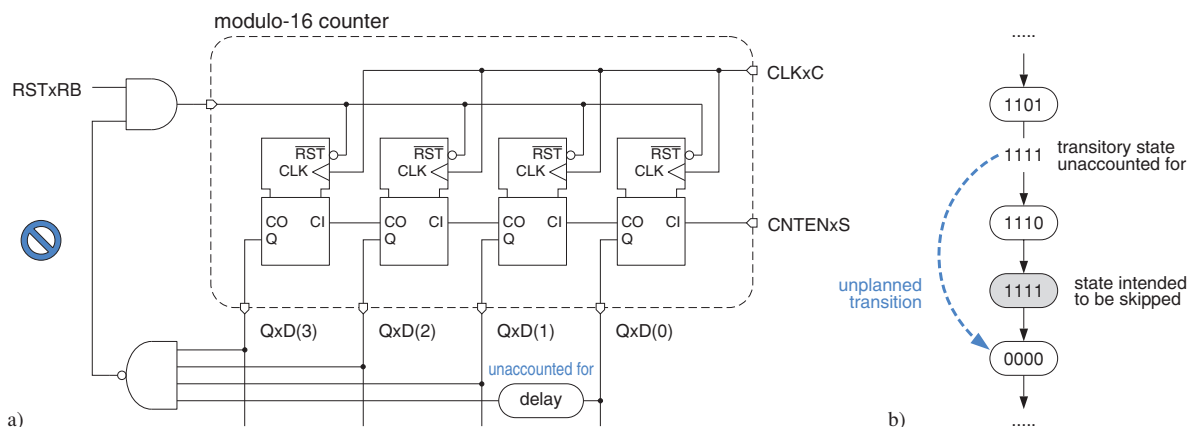 modulo-16 counter
CLKxC
RSTxRB
RST
CLK
RST
CLK
RST
CLK
RST
CLK
CO CI
Q
CO CI
Q
CO CI
Q
CO CI
Q
CNTENxS
QxD(3)
QxD(2)
QxD(1)
QxD(0)
unaccounted for
delay
a)
.....
1101
1111
transitory state
unaccounted for
1110
unplanned
transition
1111
state intended
to be skipped
0000
.....
b)